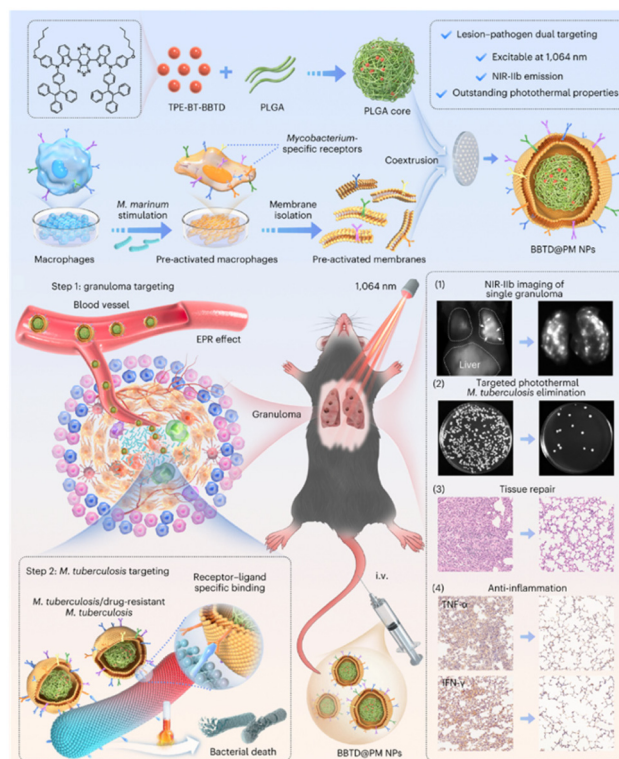 Lesion–pathogen dual targeting
Excitable at 1,064 nm
NIR-IIb emission
Outstanding photothermal properties
TPE-BT-BBTD
PLGA
PLGA core
Mycobacterium-
specific receptors
Coextrusion
M. marinum
stimulation
Membrane
isolation
Macrophages
Pre-activated macrophages
Pre-activated membranes
BBTD@PM NPs
Step 1: granuloma targeting
Blood vessel
EPR effect
1,064 nm
Granuloma
(1)
NIR-IIb imaging of
single granuloma
Liver
(2)
Targeted photothermal
M. tuberculosis elimination
(3)
Tissue repair
(4)
Anti-inflammation
TNF-α
IFN-γ
Step 2: M. tuberculosis targeting
Receptor–ligand
specific binding
M. tuberculosis/drug-resistant
M. tuberculosis
Bacterial death
i.v.
BBTD@PM NPs